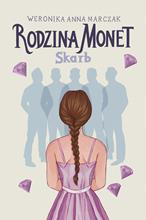 WERONIKA ANNA MARCZAK
RODZINA MONET
Skarb